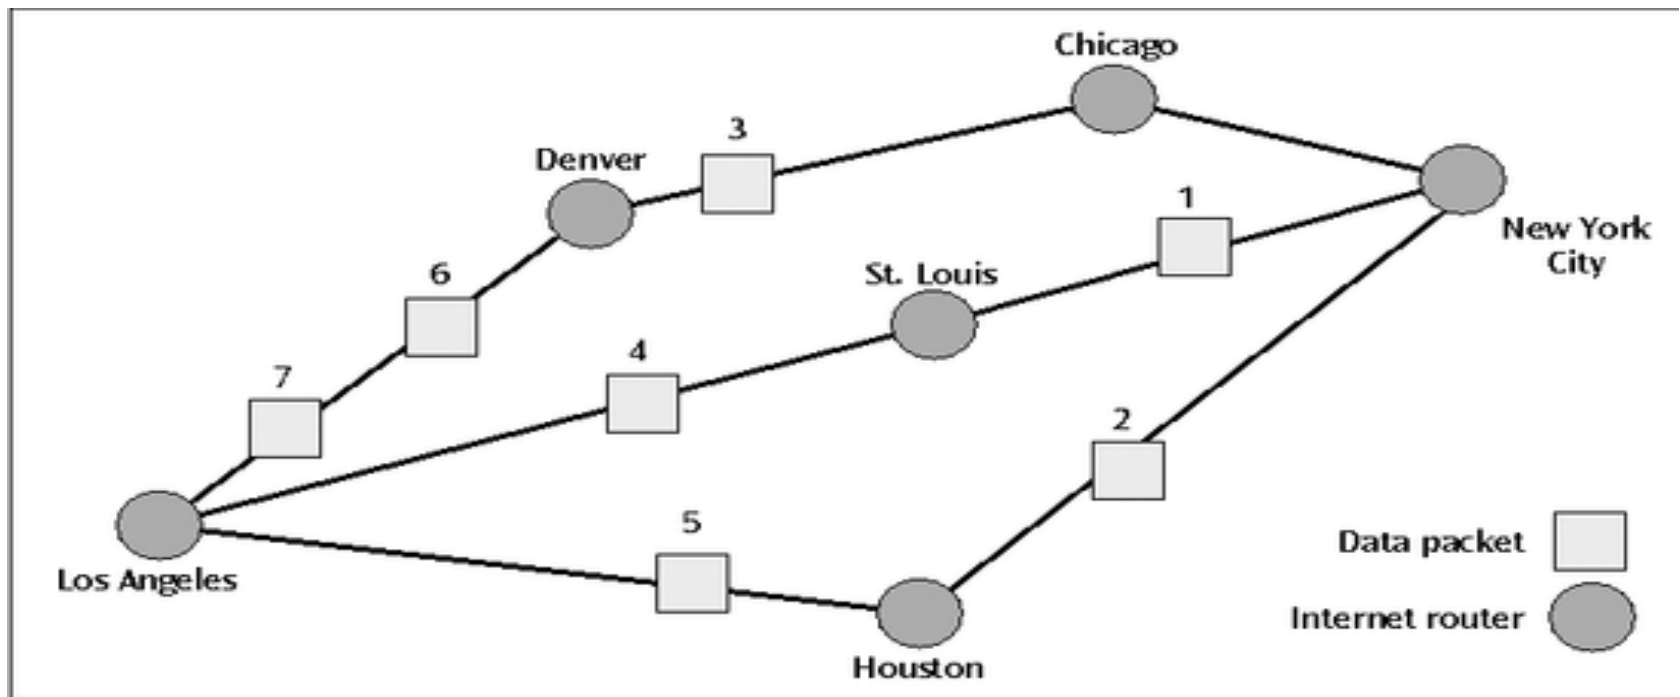 Chicago
3
Denver
1
New York
City
6
St. Louis
4
7
2
5
Data packet
Los Angeles
Internet router
Houston